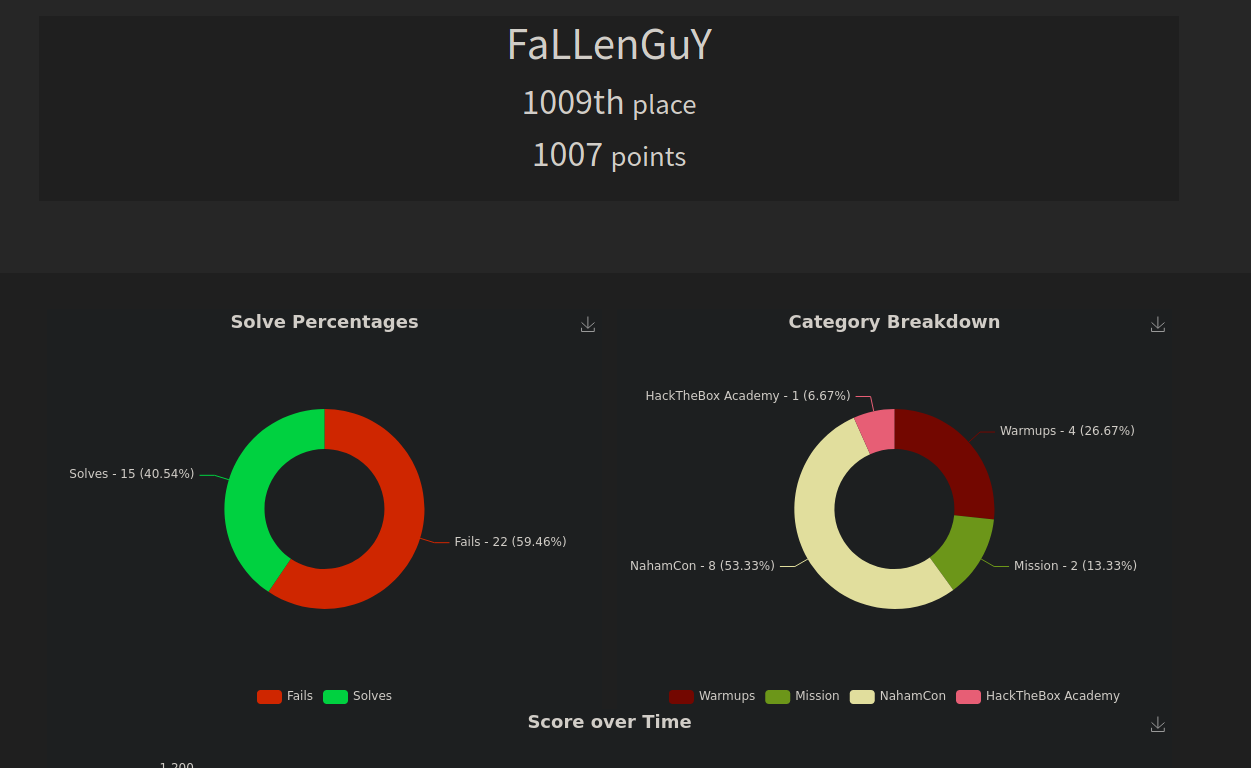 FaLLenGuY
1009th place
1007 points
Solve Percentages
Solves - 15 (40.54%)
Fails - 22 (59.46%)
Fails
Solves
Category Breakdown
HackTheBox Academy - 1 (6.67%)
Warmups - 4 (26.67%)
NahamCon - 8 (53.33%)
Mission - 2 (13.33%)
Warmups
Mission
NahamCon
HackTheBox Academy
Score over Time
1,200